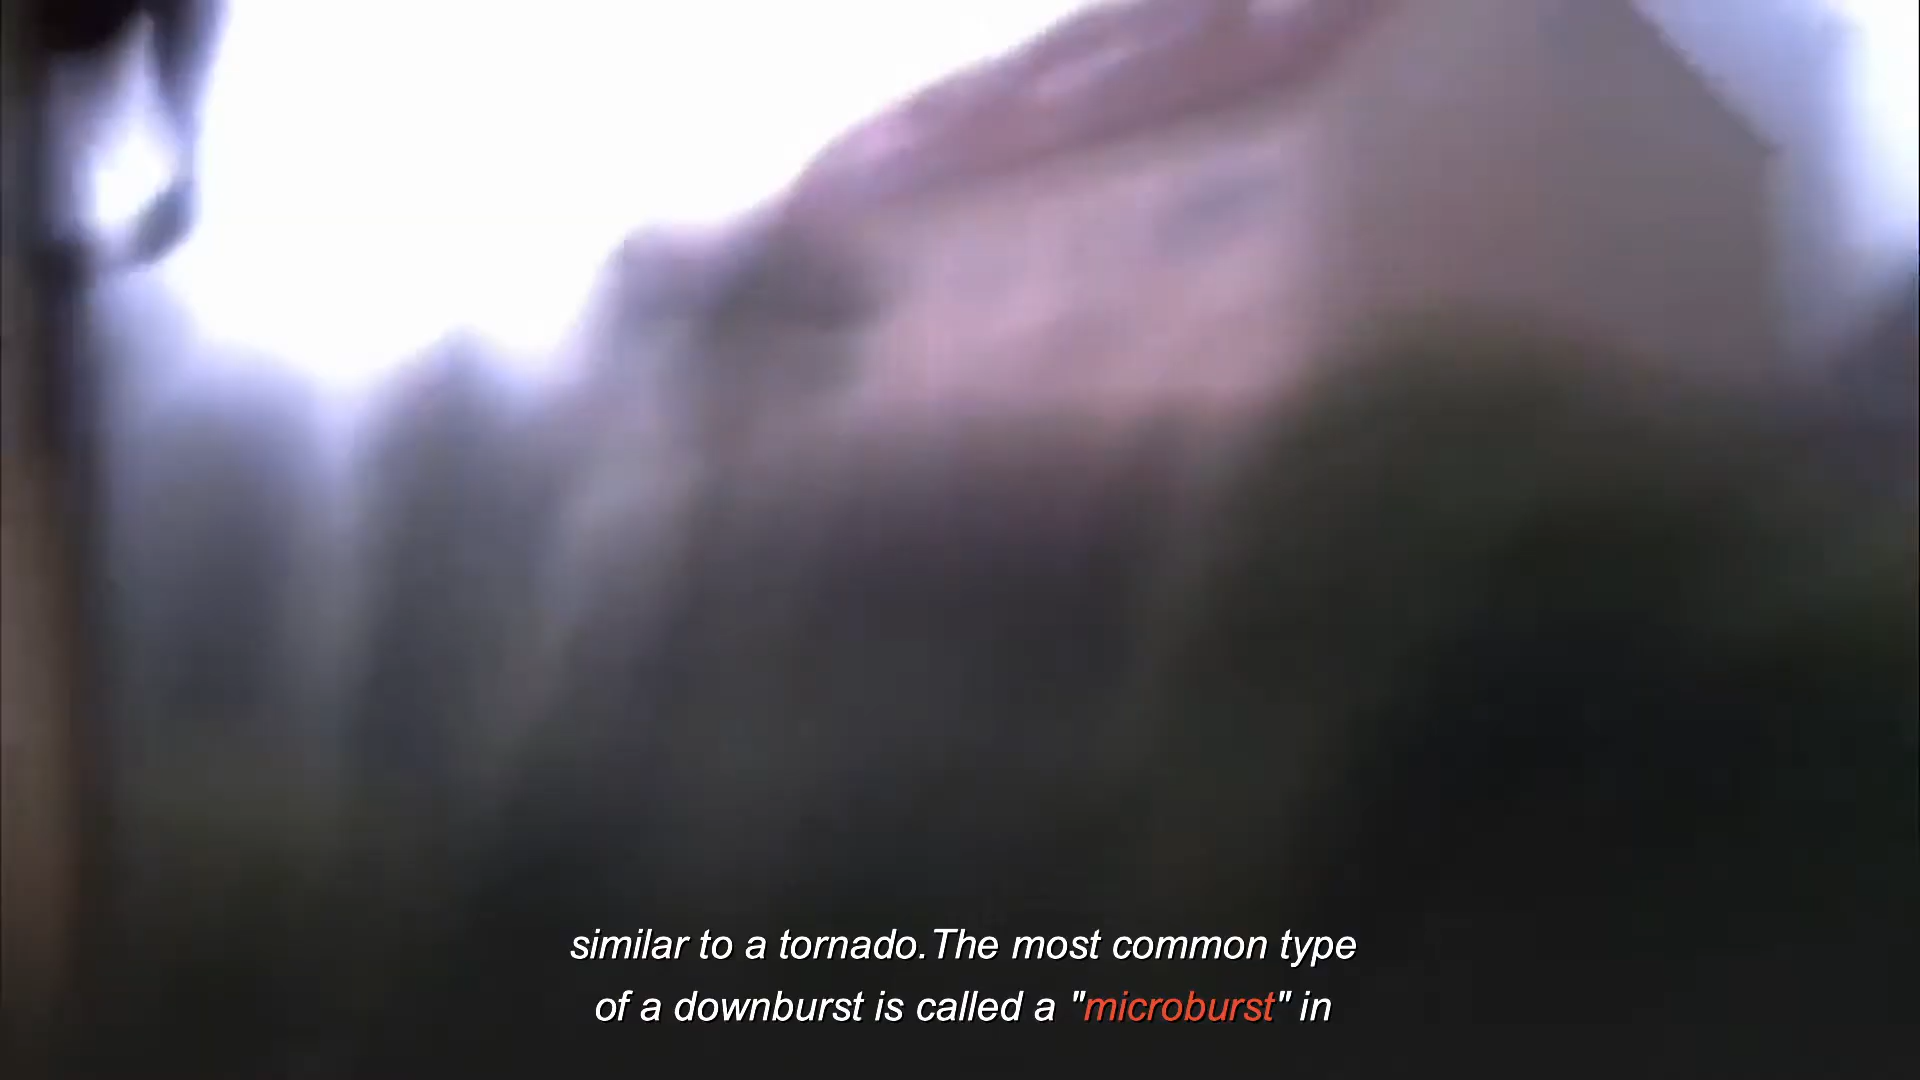 similar to a tornado.The most common type
of a downburst is called a "microburst" in